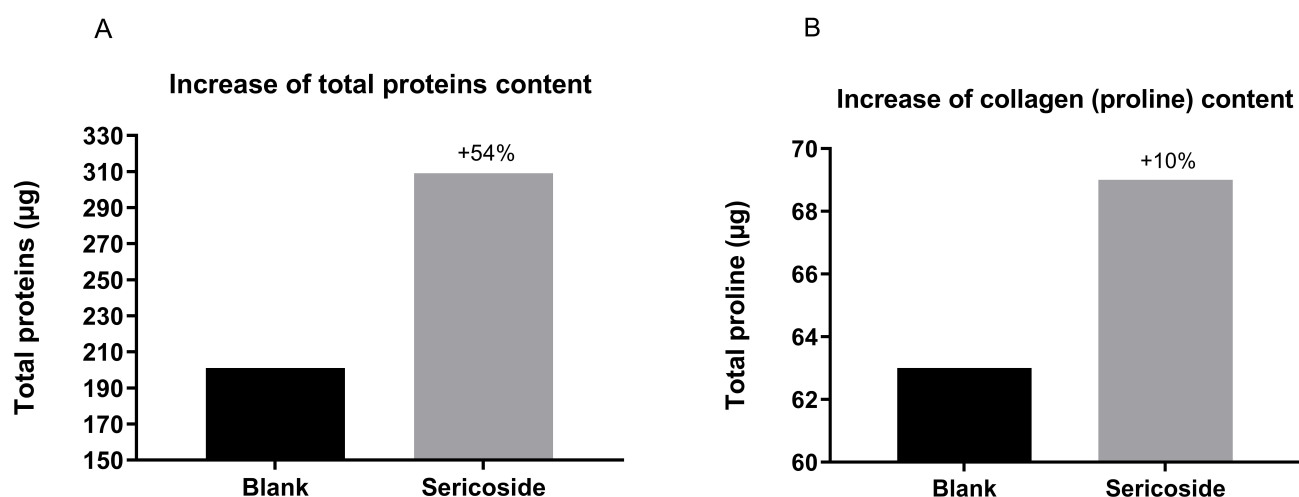 A
Increase of total proteins content
Total proteins (µg)
330
310
290
270
250
230
210
190
170
150
+54%
Blank
Sericoside
B
Increase of collagen (proline) content
Total proline (µg)
70
68
66
64
62
60
+10%
Blank
Sericoside